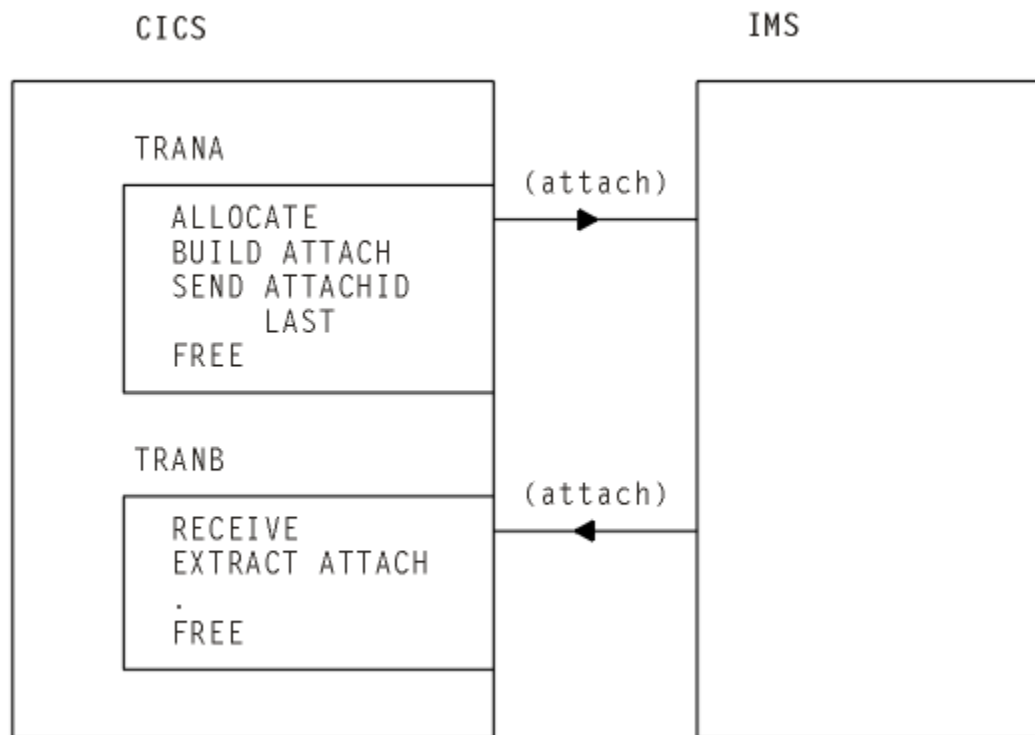 CICS
IMS
TRANA
(attach)
ALLOCATE
BUILD ATTACH
SEND ATTACHID
LAST
FREE
TRANB
(attach)
RECEIVE
EXTRACT ATTACH
.
FREE